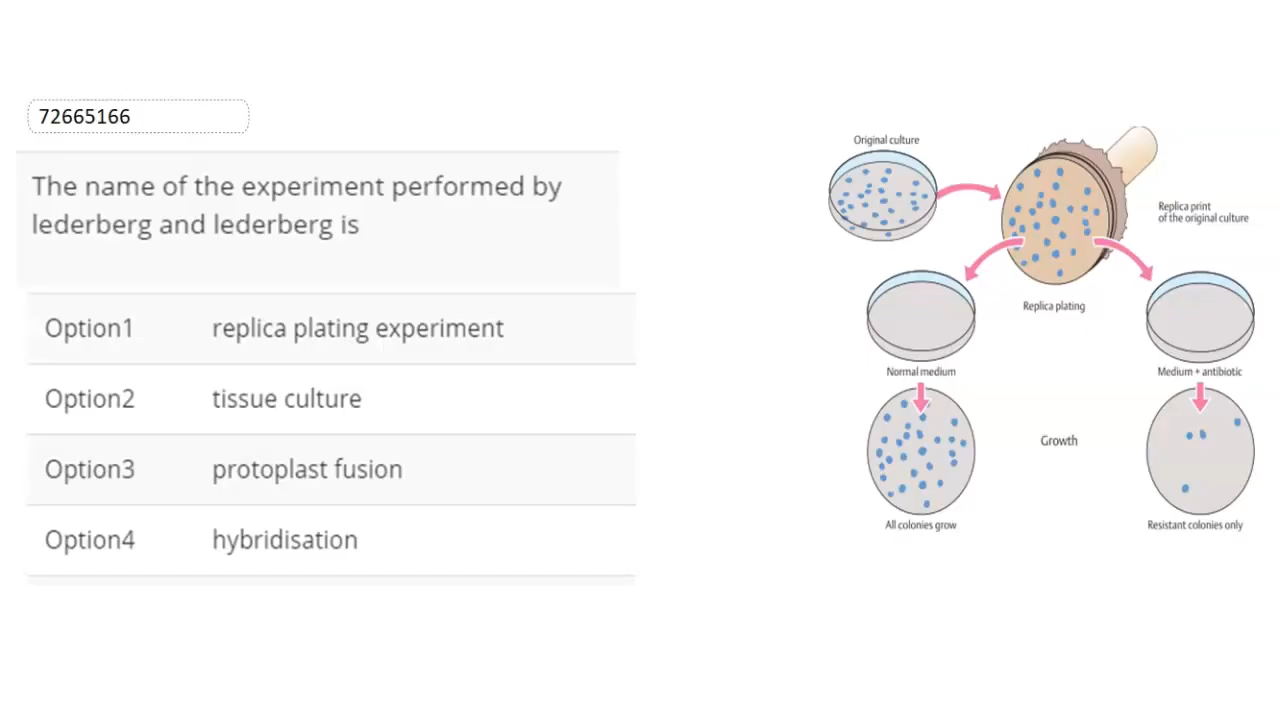 72665166
The name of the experiment performed by
lederberg and lederberg is
Option1 replica plating experiment
Option2 tissue culture
Option3 protoplast fusion
Option4 hybridisation
Original culture
Replica print
of the original culture
Replica plating
Normal medium
Medium + antibiotic
Growth
All colonies grow
Resistant colonies only